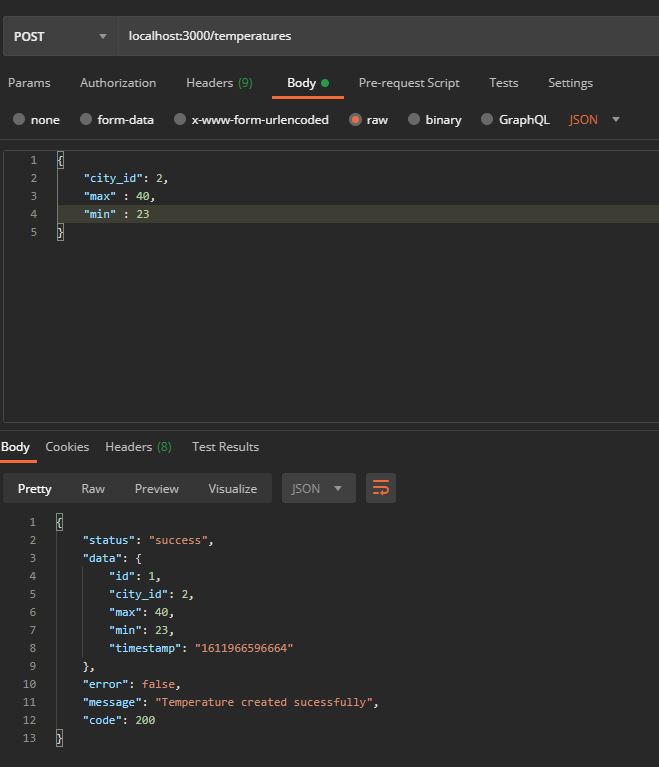 POST localhost:3000/temperatures
Params Authorization Headers (9) Body Pre-request Script Tests Settings
none form-data x-www-form-urlencoded raw binary GraphQL JSON
1 {
2 "city_id": 2,
3 "max" : 40,
4 "min" : 23
5 }
Body Cookies Headers (8) Test Results
Pretty Raw Preview Visualize JSON
1 {
2 "status": "success",
3 "data": {
4 "id": 1,
5 "city_id": 2,
6 "max": 40,
7 "min": 23,
8 "timestamp": "1611966596664"
9 },
10 "error": false,
11 "message": "Temperature created sucessfully",
12 "code": 200
13 }